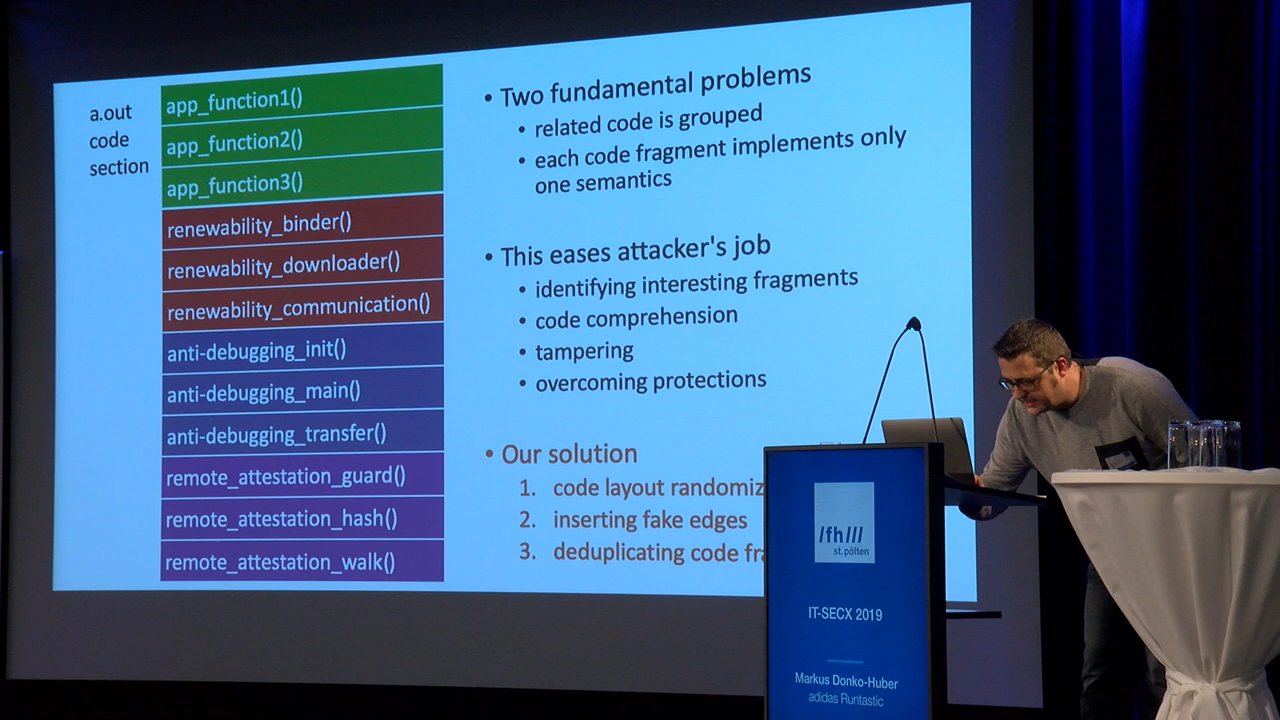 a.out
code
section
app_function1()
app_function2()
app_function3()
renewability_binder()
renewability_downloader()
renewability_communication()
anti-debugging_init()
anti-debugging_main()
anti-debugging_transfer()
remote_attestation_guard()
remote_attestation_hash()
remote_attestation_walk()
• Two fundamental problems
• related code is grouped
• each code fragment implements only
one semantics
• This eases attacker's job
• identifying interesting fragments
• code comprehension
• tampering
• overcoming protections
• Our solution
1. code layout randomiz
2. inserting fake edges
3. deduplicating code fra
/fh///
st.pölten
IT-SECX 2019
Markus Donko-Huber
adidas Runtastic